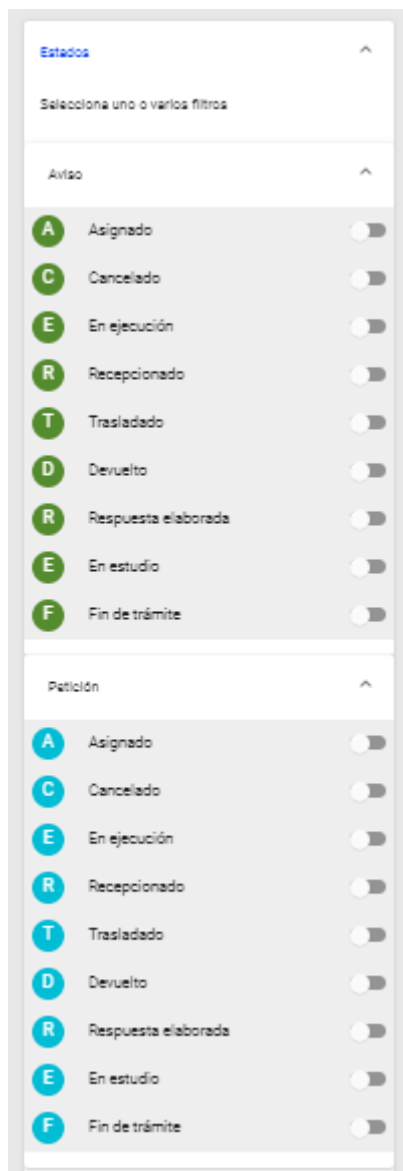 Estados
Selecciona uno o varios filtros
Aviso
A Asignado
C Cancelado
E En ejecución
R Recepcionado
T Trasladado
D Devuelto
R Respuesta elaborada
E En estudio
F Fin de trámite
Petición
A Asignado
C Cancelado
E En ejecución
R Recepcionado
T Trasladado
D Devuelto
R Respuesta elaborada
E En estudio
F Fin de trámite